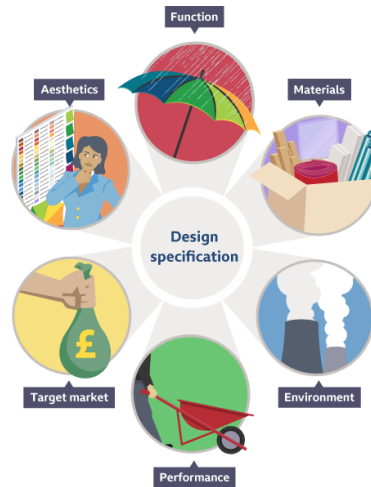 Function
Aesthetics
Materials
Design
specification
£
Target market
Environment
Performance